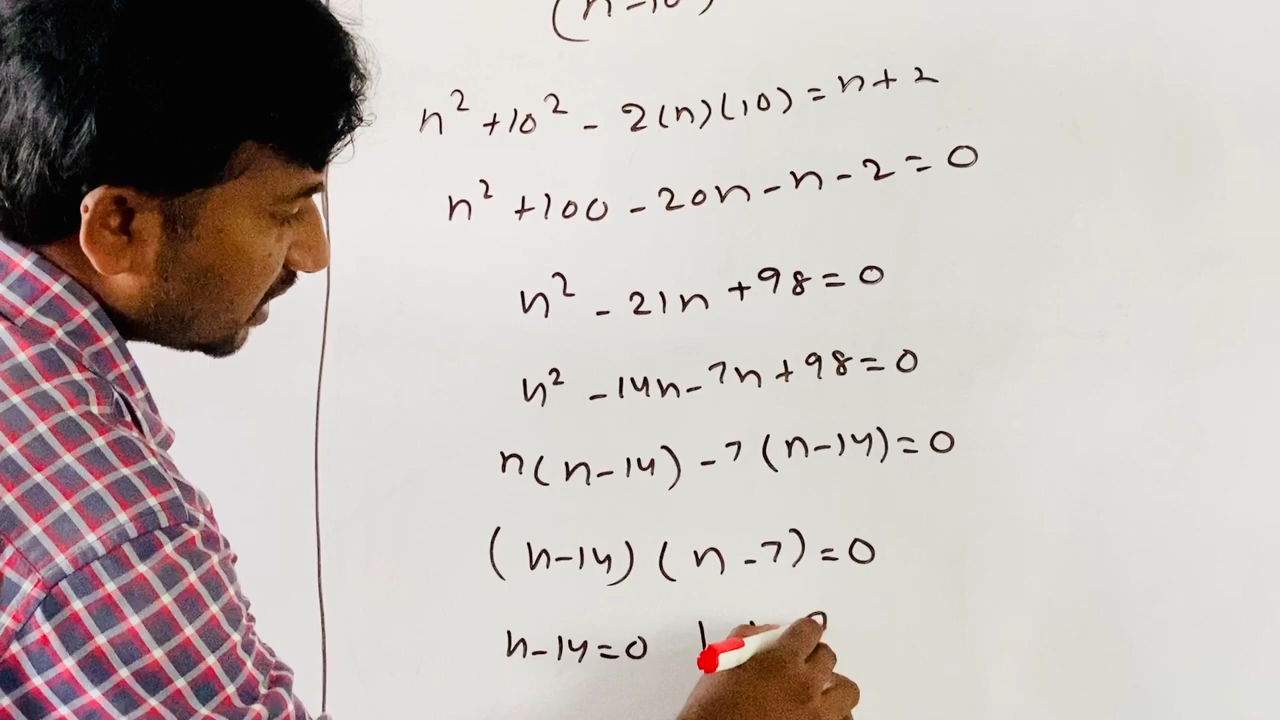 (n-10)
n² +10² - 2(n)(10) = n+2
n² +100 -20n -n -2 = 0
n² - 21n +98 = 0
n² -14n -7n +98 = 0
n(n-14) -7(n-14) = 0
(n-14)(n-7) = 0
n-14=0